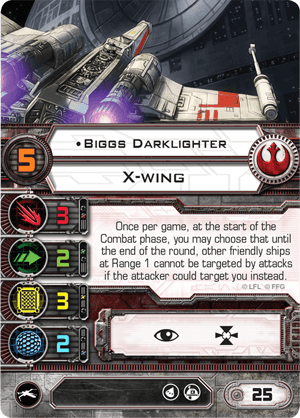 •Biggs Darklighter
5
X-wing
3
2
3
2
Once per game, at the start of the
Combat phase, you may choose that until
the end of the round, other friendly ships
at Range 1 cannot be targeted by attacks
if the attacker could target you instead.
© LFL © FFG
25